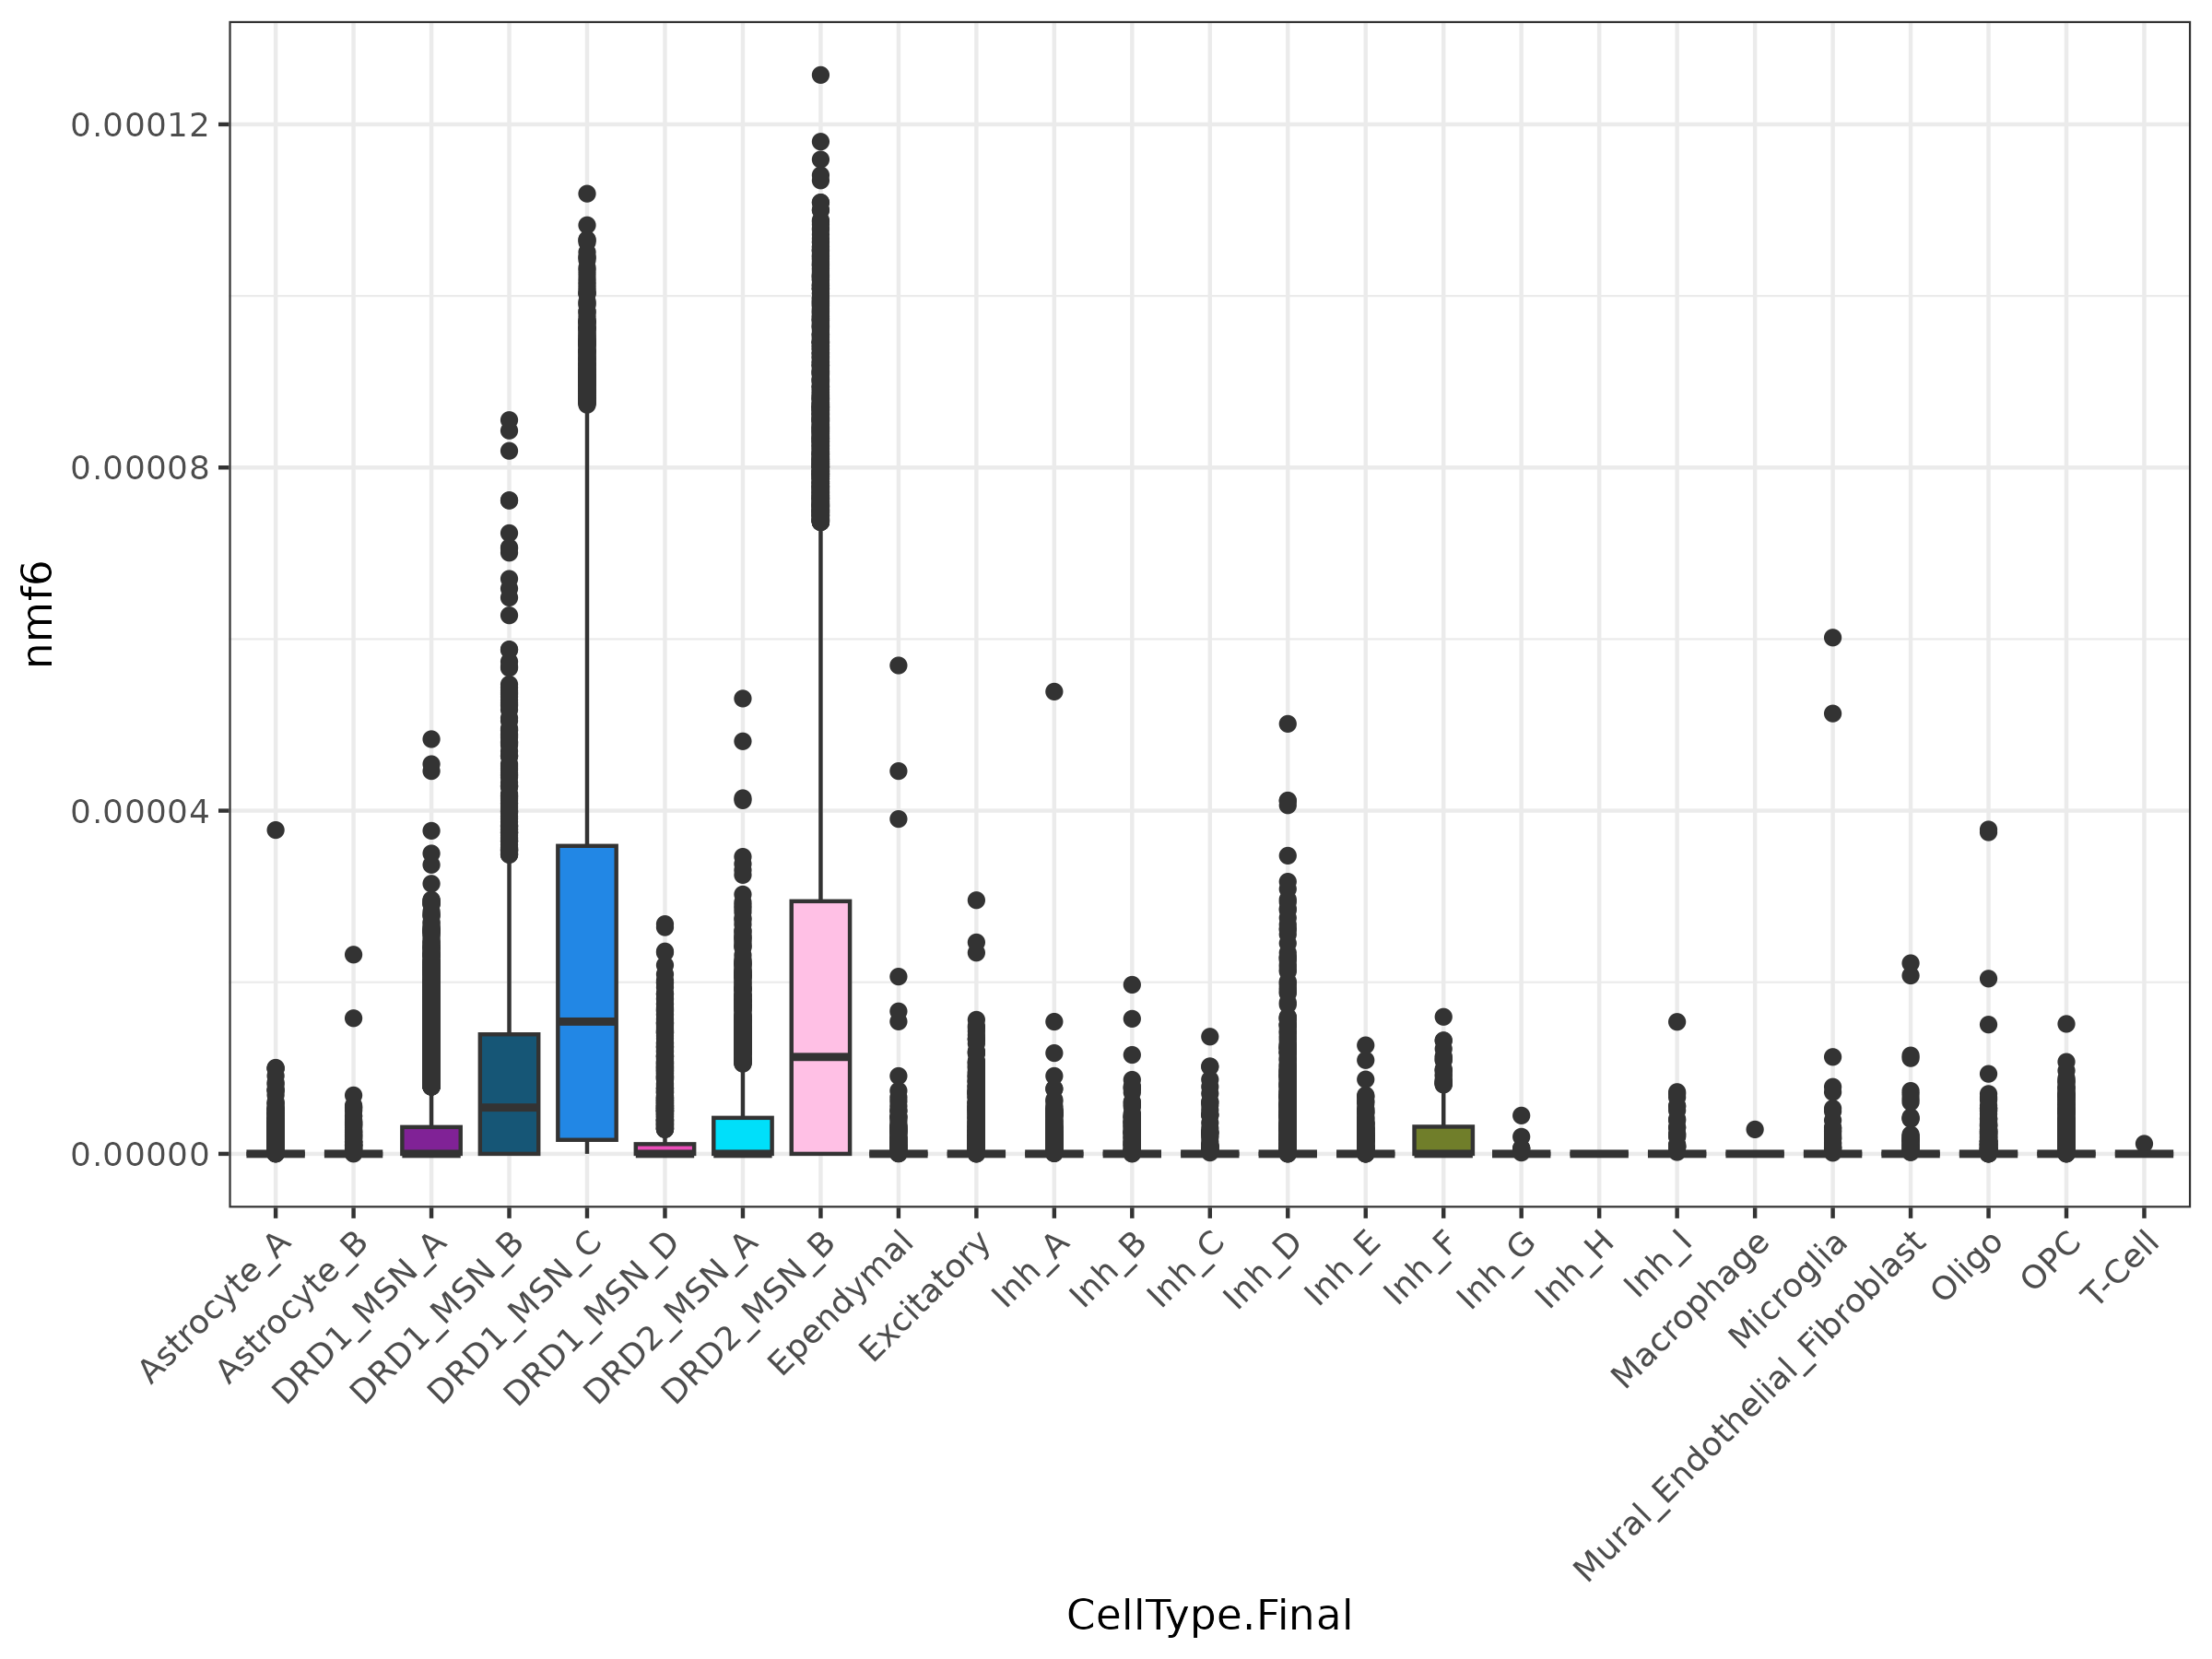 0.00012
0.00008
0.00004
0.00000
nmf6
Astrocyte_A
Astrocyte_B
DRD1_MSN_A
DRD1_MSN_B
DRD1_MSN_C
DRD1_MSN_D
DRD2_MSN_A
DRD2_MSN_B
Ependymal
Excitatory
Inh_A
Inh_B
Inh_C
Inh_D
Inh_E
Inh_F
Inh_G
Inh_H
Inh_I
Macrophage
Microglia
Mural_Endothelial_Fibroblast
Oligo
OPC
T-Cell
CellType.Final